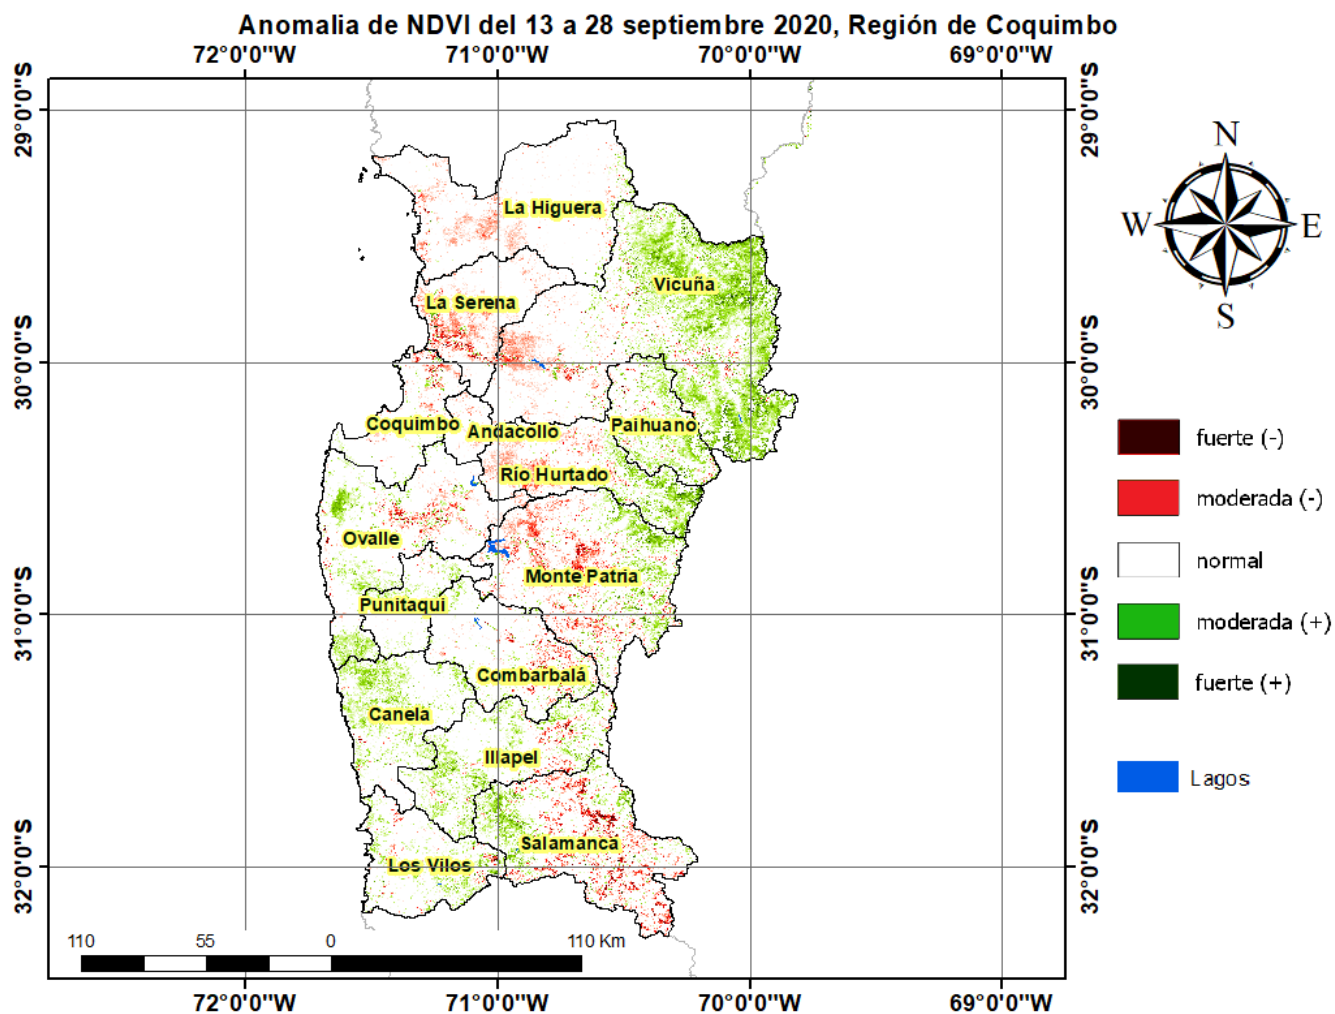 Anomalia de NDVI del 13 a 28 septiembre 2020, Región de Coquimbo
72°0'0"W 71°0'0"W 70°0'0"W 69°0'0"W
29°0'0"S
29°0'0"S
30°0'0"S
30°0'0"S
31°0'0"S
31°0'0"S
32°0'0"S
32°0'0"S
La Higuera
Vicuña
La Serena
Coquimbo
Andacollo
Paihuano
Río Hurtado
Ovalle
Monte Patria
Punitaqui
Combarbalá
Canela
Illapel
Salamanca
Los Vilos
N
W
E
S
fuerte (-)
moderada (-)
normal
moderada (+)
fuerte (+)
Lagos
110 55 0 110 Km
72°0'0"W 71°0'0"W 70°0'0"W 69°0'0"W